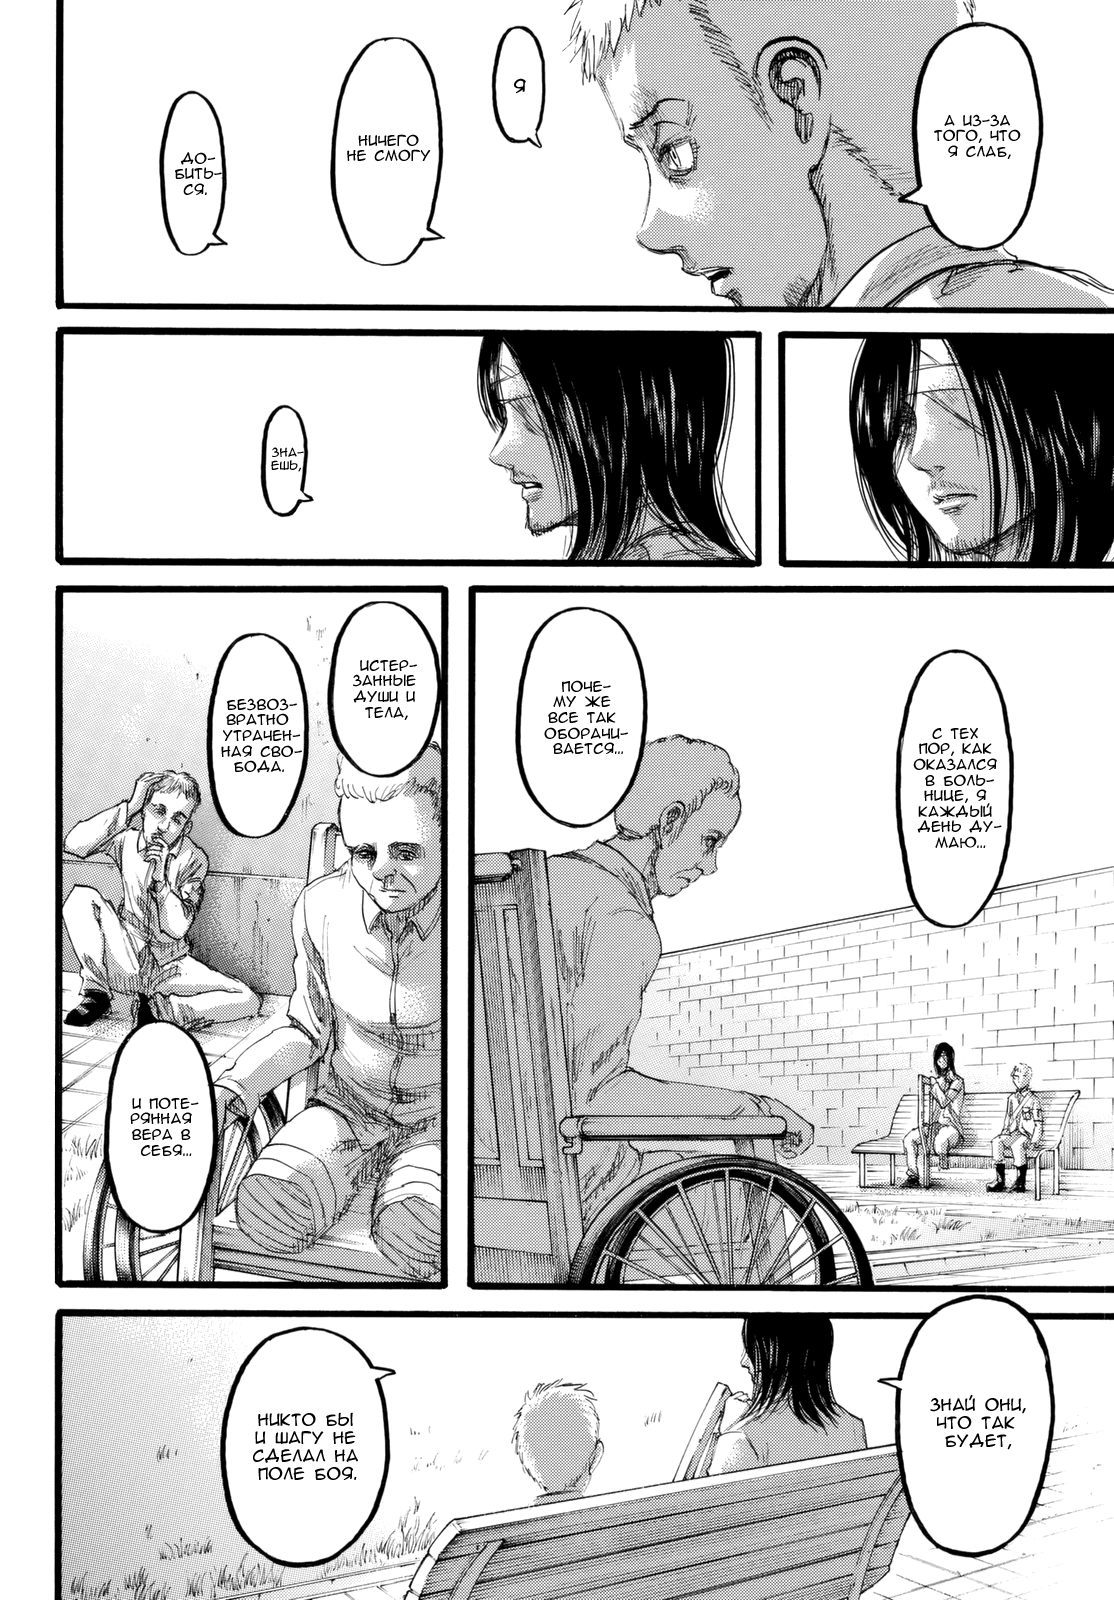 А ИЗ-ЗА
ТОГО, ЧТО
Я СЛАБ,
Я
НИЧЕГО
НЕ СМОГУ
ДО-
БИТЬ-
СЯ.
ЗНА-
ЕШЬ,
С ТЕХ
ПОР, КАК
ОКАЗАЛСЯ
В БОЛЬ-
НИЦЕ, Я
КАЖДЫЙ
ДЕНЬ ДУ-
МАЮ...
ПОЧЕ-
МУ ЖЕ
ВСЕ ТАК
ОБОРАЧИ-
ВАЕТСЯ...
ИСТЕР-
ЗАННЫЕ
ДУШИ И
ТЕЛА,
БЕЗВОЗ-
ВРАТНО
УТРАЧЕН-
НАЯ СВО-
БОДА.
И ПОТЕ-
РЯННАЯ
ВЕРА В
СЕБЯ...
ЗНАЙ ОНИ,
ЧТО ТАК
БУДЕТ,
НИКТО БЫ
И ШАГУ НЕ
СДЕЛАЛ НА
ПОЛЕ БОЯ.